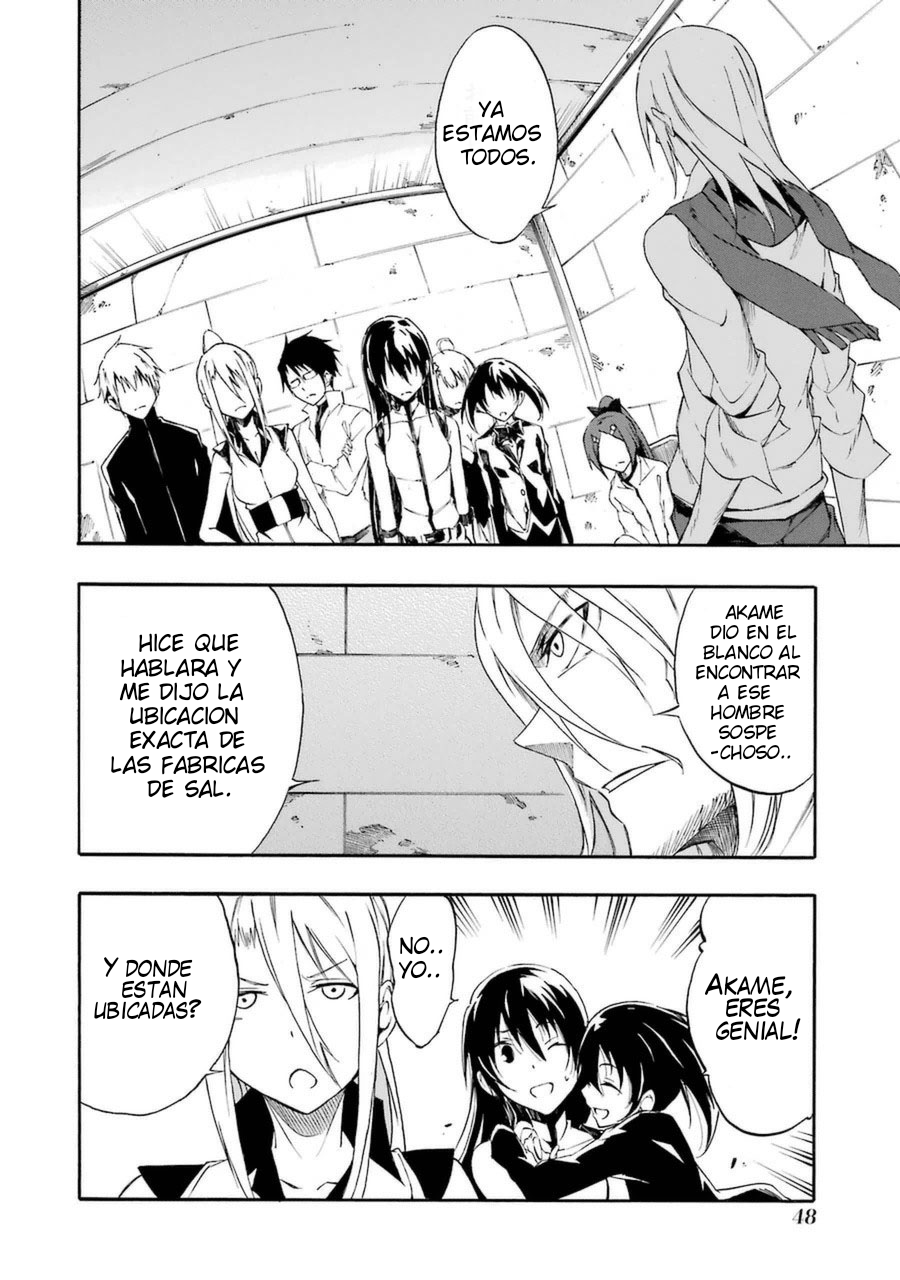 YA
ESTAMOS
TODOS.
AKAME
DIO EN EL
BLANCO AL
ENCONTRAR
A ESE
HOMBRE
SOSPE
-CHOSO..
HICE QUE
HABLARA Y
ME DIJO LA
UBICACION
EXACTA DE
LAS FABRICAS
DE SAL.
AKAME,
ERES
GENIAL!
NO..
YO..
Y DONDE
ESTAN
UBICADAS?
48